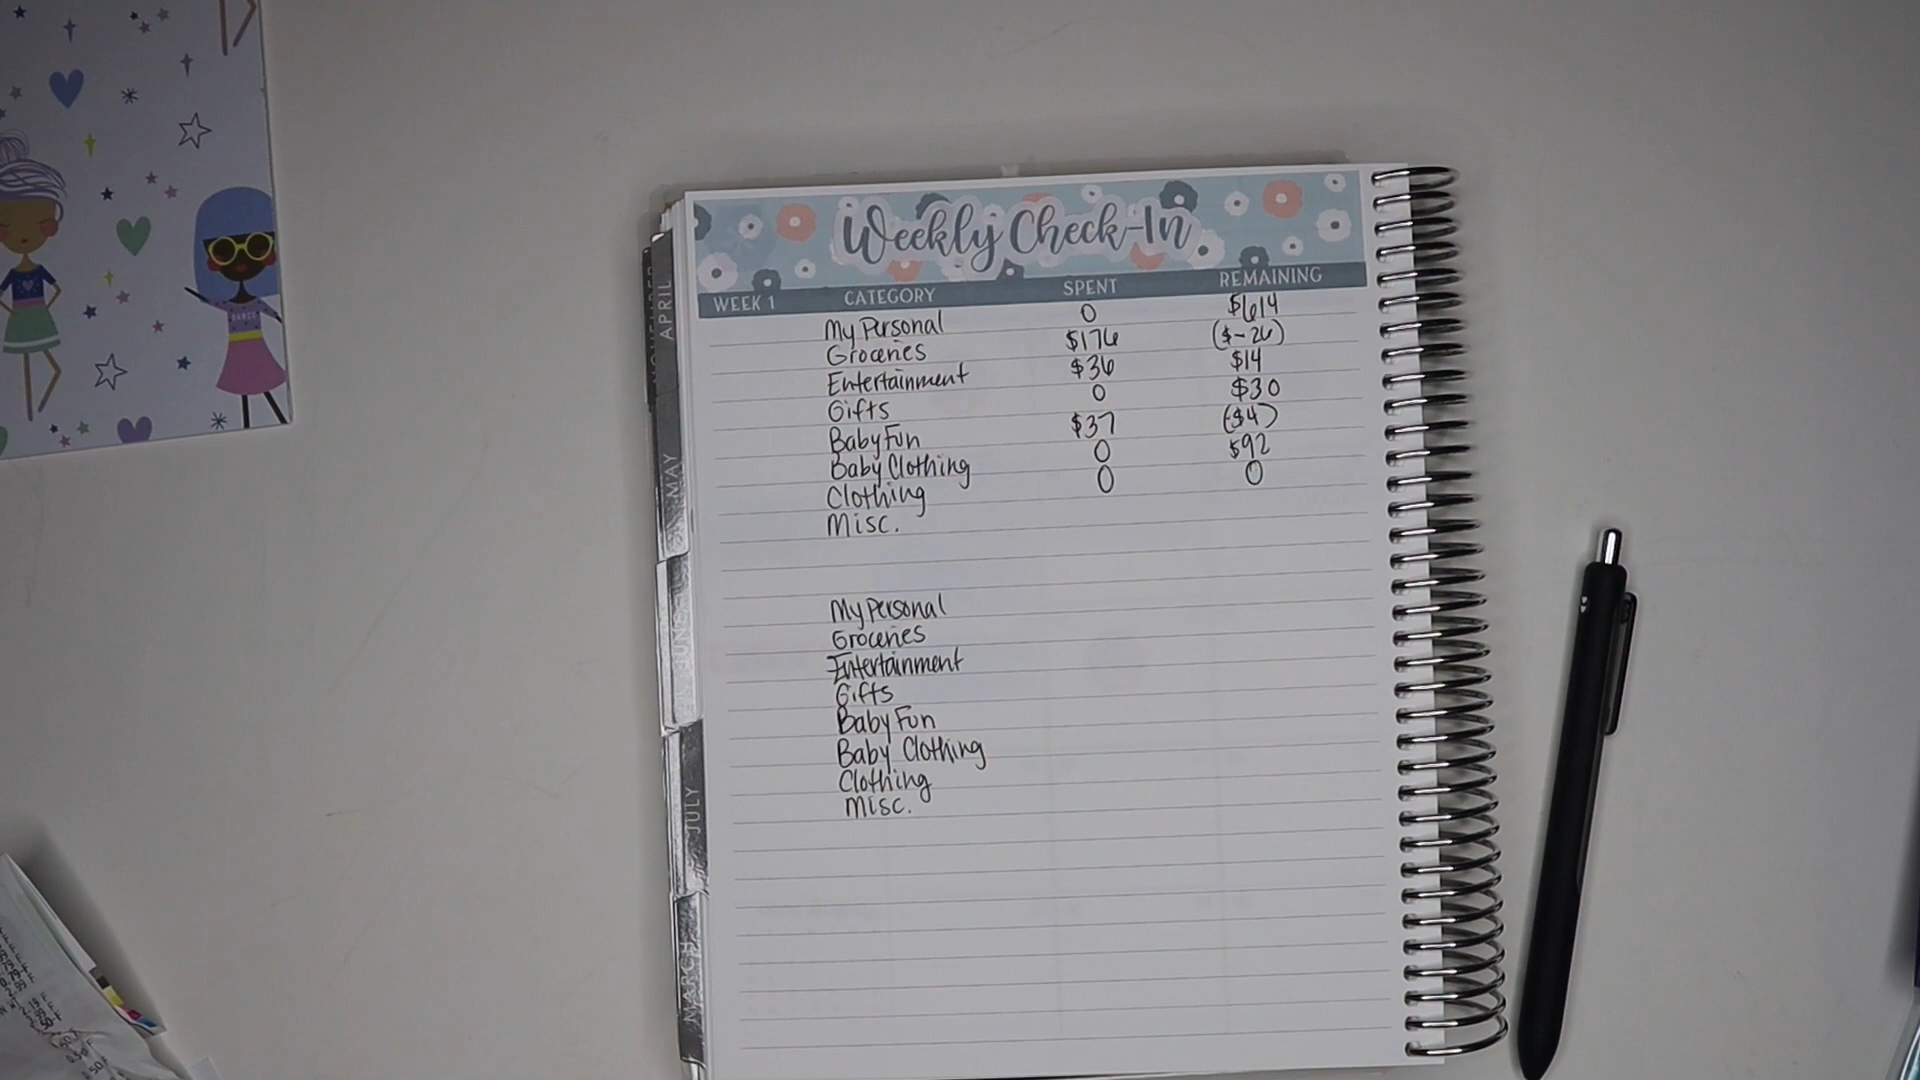 Weekly Check-In
WEEK 1 CATEGORY SPENT REMAINING
My Personal 0 $614
Groceries $176 ($-26)
Entertainment $36 $14
Gifts 0 $30
Baby Fun $37 (-$4)
Baby Clothing 0 $92
Clothing 0 0
Misc.
My Personal
Groceries
Entertainment
Gifts
Baby Fun
Baby Clothing
Clothing
Misc.
APRIL
MAY
JUNE
JULY
MARCH
DANCE